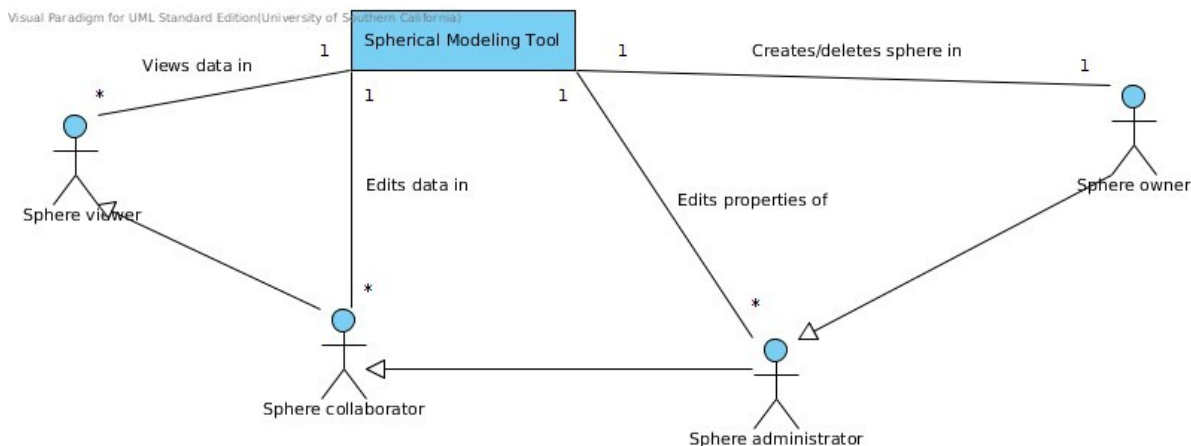 Visual Paradigm for UML Standard Edition(University of Southern California)
Spherical Modeling Tool
1
1
Creates/deletes sphere in
1
Views data in
*
1
1
Edits data in
Edits properties of
Sphere owner
Sphere viewer
*
*
Sphere collaborator
Sphere administrator